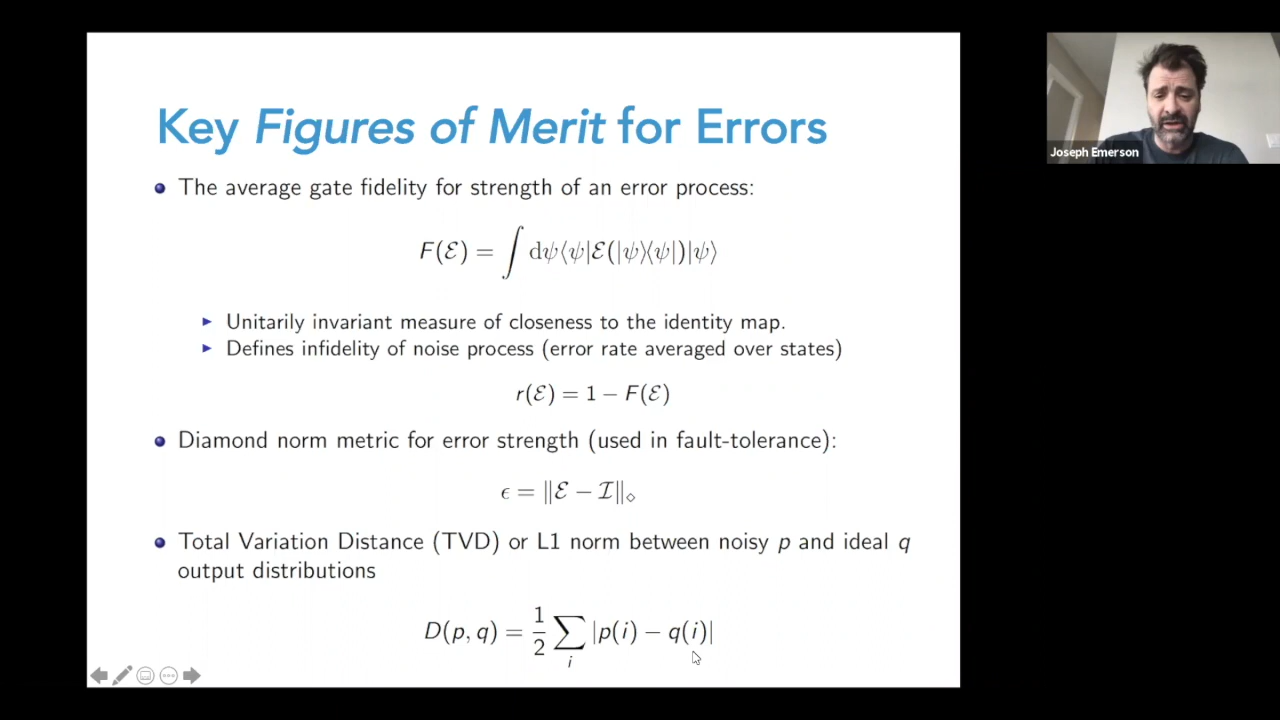 Key Figures of Merit for Errors
The average gate fidelity for strength of an error process:
F(ℰ) = ∫ dψ⟨ψ|ℰ(|ψ⟩⟨ψ|)|ψ⟩
Unitarily invariant measure of closeness to the identity map.
Defines infidelity of noise process (error rate averaged over states)
r(ℰ) = 1 − F(ℰ)
Diamond norm metric for error strength (used in fault-tolerance):
ϵ = ‖ℰ − ℐ‖⋄
Total Variation Distance (TVD) or L1 norm between noisy p and ideal q
output distributions
D(p, q) = 1/2 ∑_i |p(i) − q(i)|
Joseph Emerson